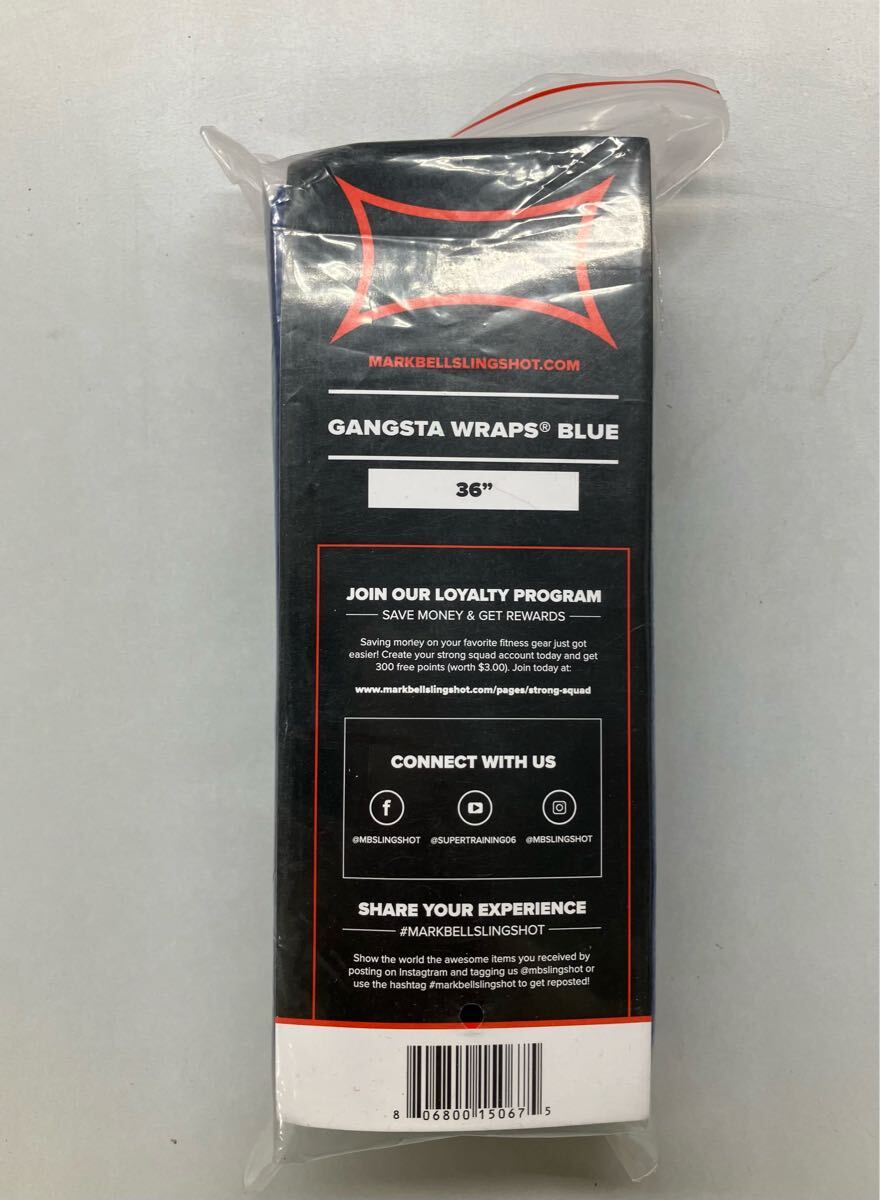 MARKBELLSLINGSHOT.COM
GANGSTA WRAPS® BLUE
36”
JOIN OUR LOYALTY PROGRAM
SAVE MONEY & GET REWARDS
Saving money on your favorite fitness gear just got
easier! Create your strong squad account today and get
300 free points (worth $3.00). Join today at:
www.markbellslingshot.com/pages/strong-squad
CONNECT WITH US
f
@MBSLINGSHOT @SUPERTRAINING06 @MBSLINGSHOT
SHARE YOUR EXPERIENCE
#MARKBELLSLINGSHOT
Show the world the awesome items you received by
posting on Instagram and tagging us @mbslingshot or
use the hashtag #markbellslingshot to get reposted!
8 06800 15067 5